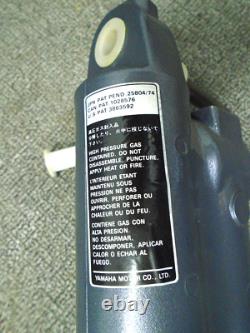 JPN PAT PEND 25804/74
CAN PAT 1028576
U S PAT 3883592
HIGH PRESSURE GAS
CONTAINED. DO NOT
DISASSEMBLE, PUNCTURE,
APPLY HEAT OR FIRE.
L'INTERIEUR ETANT
MAINTENU SOUS
PRESSION NE PAS
OUVRIR. PERFORER OU
APPROCHER DE LA
CHALEUR OU DU FEU.
CONTIENE GAS CON
ALTA PRESION.
NO DESARMAR,
DESCOMPONER, APLICAR
CALOR O ECHAR AL
FUEGO.
YAMAHA MOTOR CO., LTD.